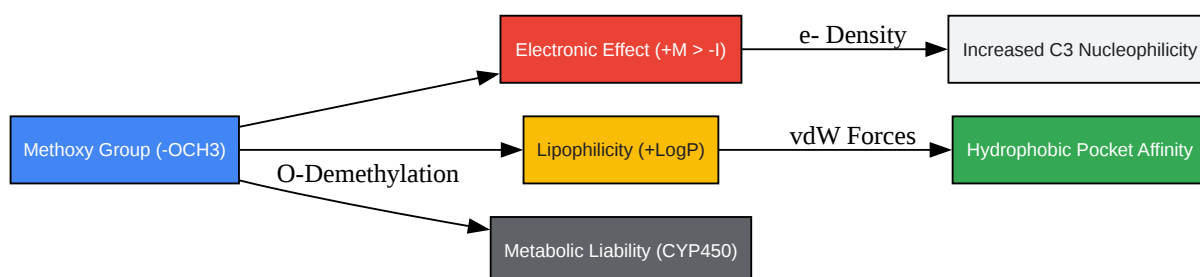 Electronic Effect (+M > -I)
e- Density
Increased C3 Nucleophilicity
Methoxy Group (-OCH3)
Lipophilicity (+LogP)
vdW Forces
Hydrophobic Pocket Affinity
O-Demethylation
Metabolic Liability (CYP450)